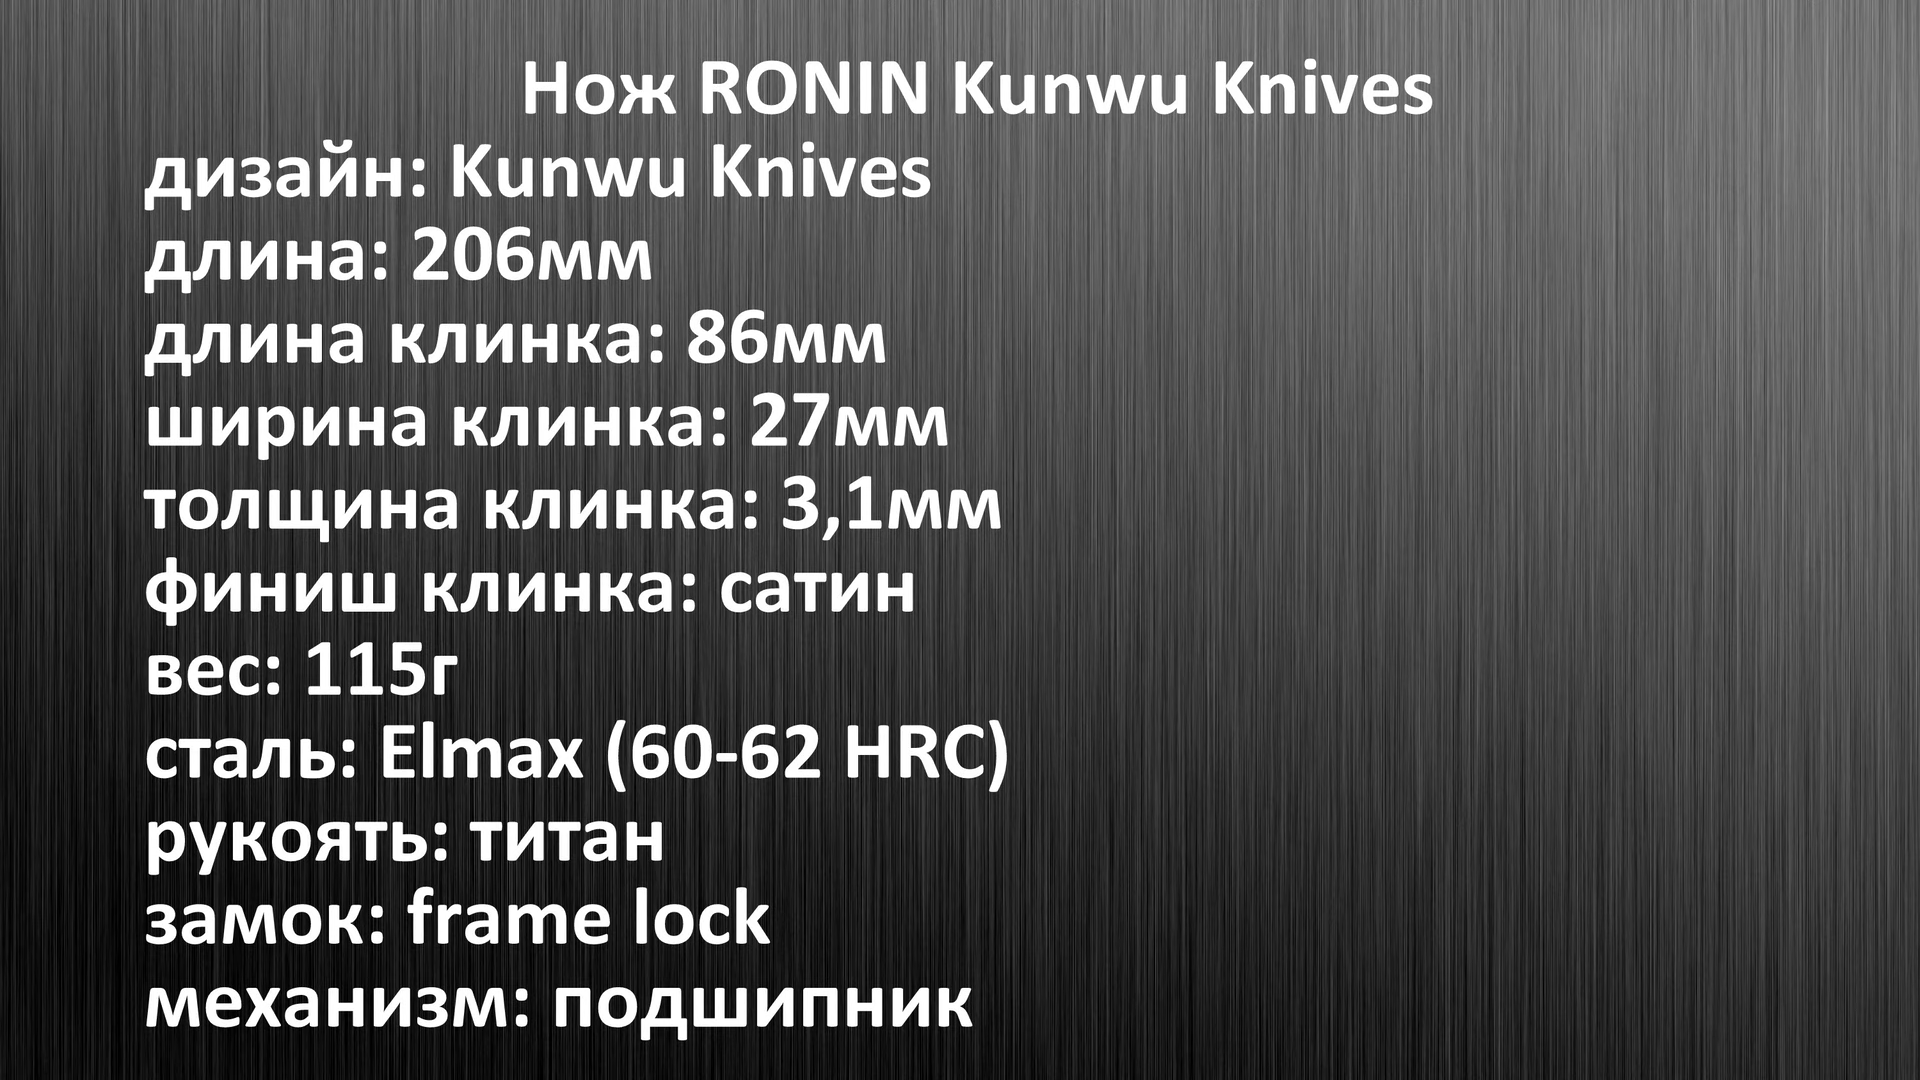 Нож RONIN Kunwu Knives
дизайн: Kunwu Knives
длина: 206мм
длина клинка: 86мм
ширина клинка: 27мм
толщина клинка: 3,1мм
финиш клинка: сатин
вес: 115г
сталь: Elmax (60-62 HRC)
рукоять: титан
замок: frame lock
механизм: подшипник